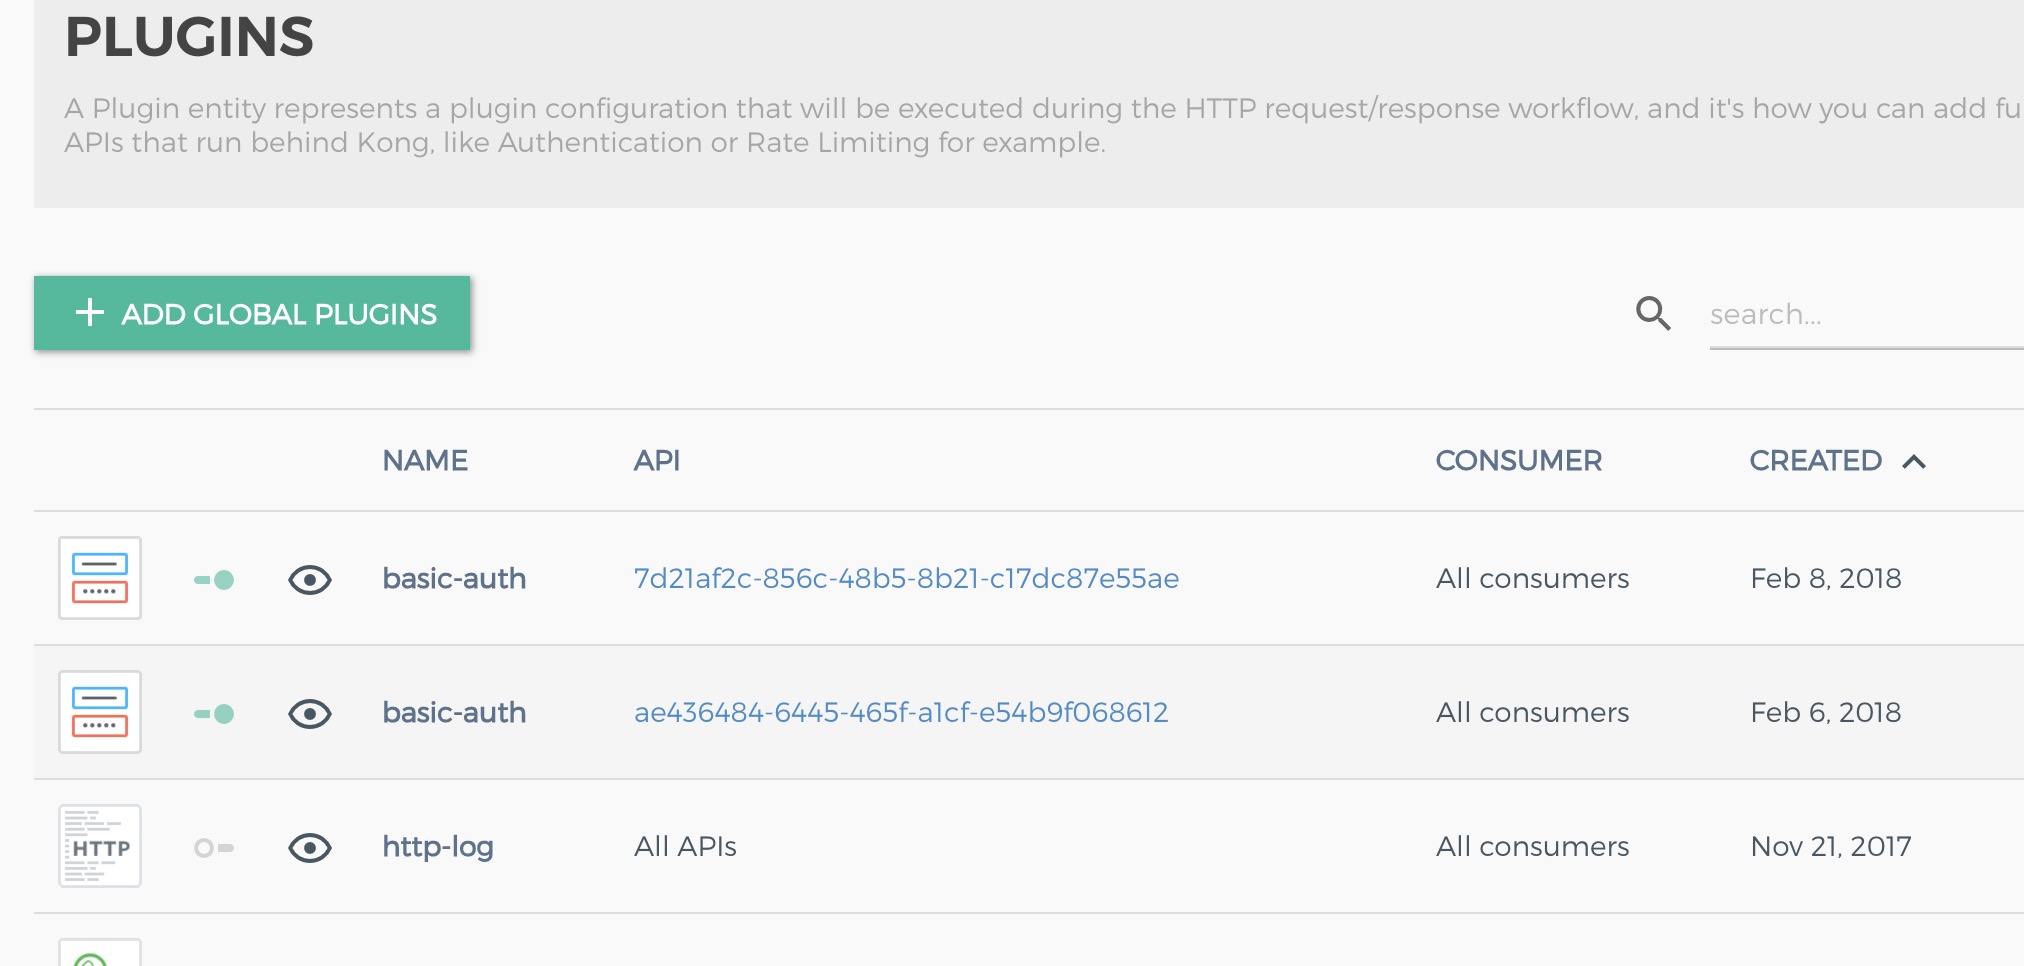 PLUGINS
A Plugin entity represents a plugin configuration that will be executed during the HTTP request/response workflow, and it's how you can add fu
APIs that run behind Kong, like Authentication or Rate Limiting for example.
ADD GLOBAL PLUGINS
search...
NAME API CONSUMER CREATED
basic-auth 7d21af2c-856c-48b5-8b21-c17dc87e55ae All consumers Feb 8, 2018
basic-auth ae436484-6445-465f-a1cf-e54b9f068612 All consumers Feb 6, 2018
HTTP http-log All APIs All consumers Nov 21, 2017